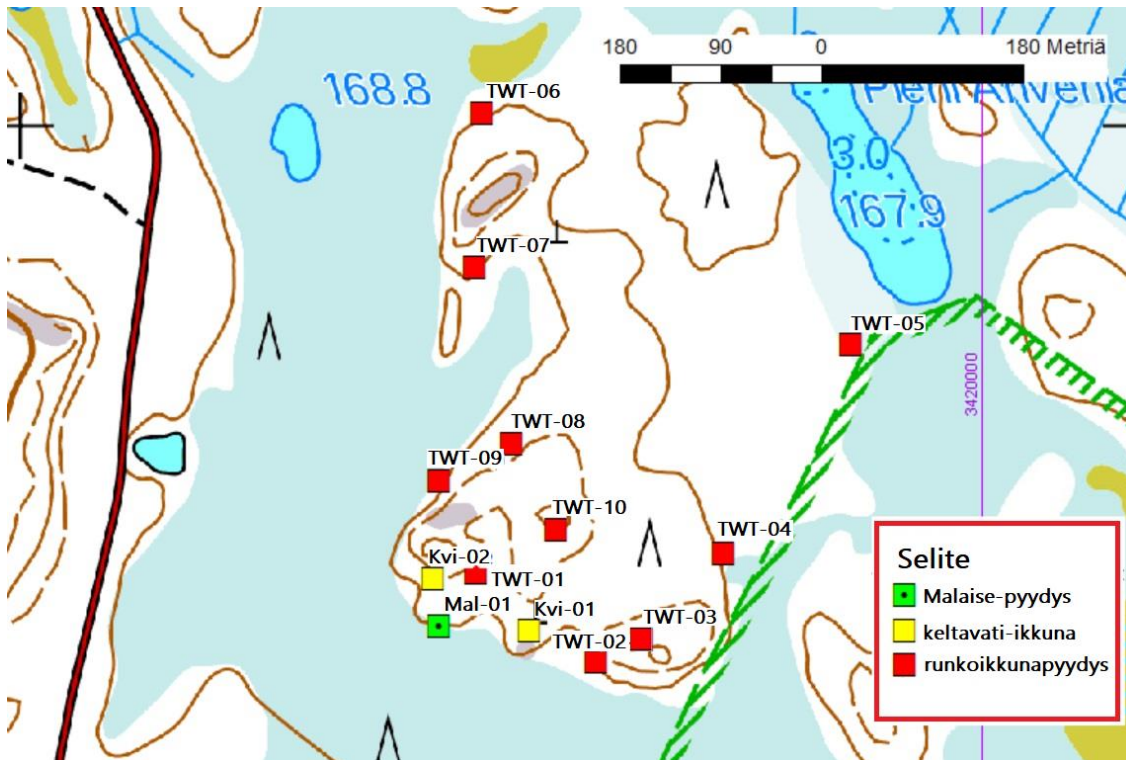 180 90 0 180 Metriä
168.8
TWT-06
3.0
167.9
TWT-07
TWT-05
3420000
TWT-08
TWT-09
TWT-10
TWT-04
Kvi-02
TWT-01
Mal-01
Kvi-01
TWT-03
TWT-02
Selite
Malaise-pyydys
keltavati-ikkuna
runkoikkunapyydys